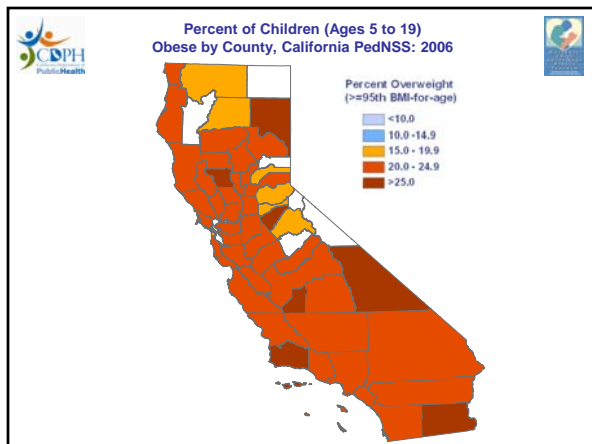 Percent of Children (Ages 5 to 19)
Obese by County, California PedNSS: 2006
CDPH
PublicHealth
Percent Overweight
(>=95th BMI-for-age)
<10.0
10.0 - 14.9
15.0 - 19.9
20.0 - 24.9
>25.0